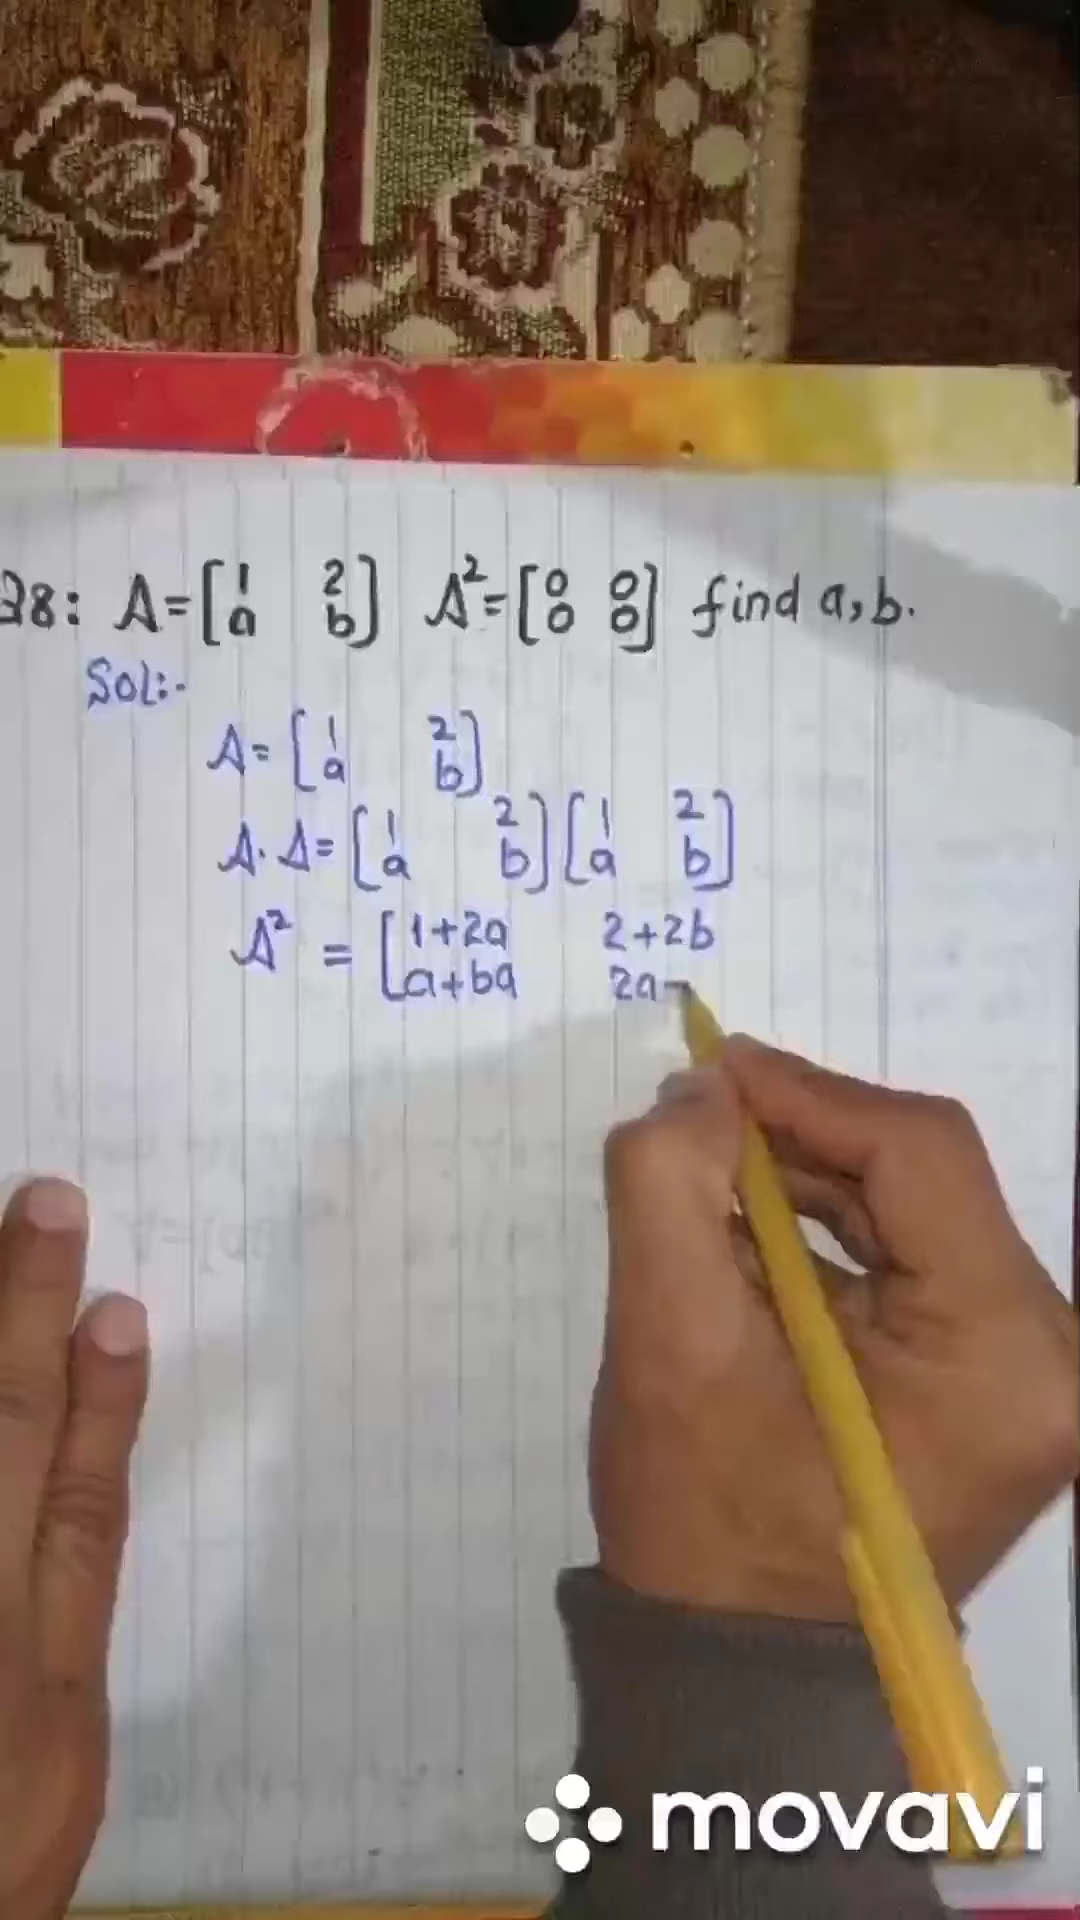 38: A = [1 2 a b] A² = [0 0 0 0] find a, b.
Sol:-
A = [1 2 a b]
A. A = [1 2 a b] [1 2 a b]
A² = [1+2a 2+2b a+ba 2a-
movavi